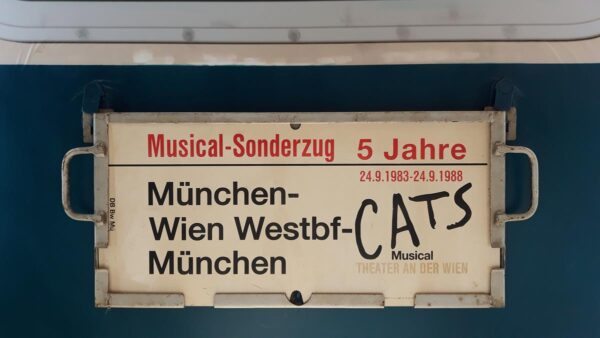 Musical-Sonderzug 5 Jahre
24.9.1983-24.9.1988
München-
Wien Westbf-
München
CATS
Musical
THEATER AN DER WIEN
DB Bw Mü